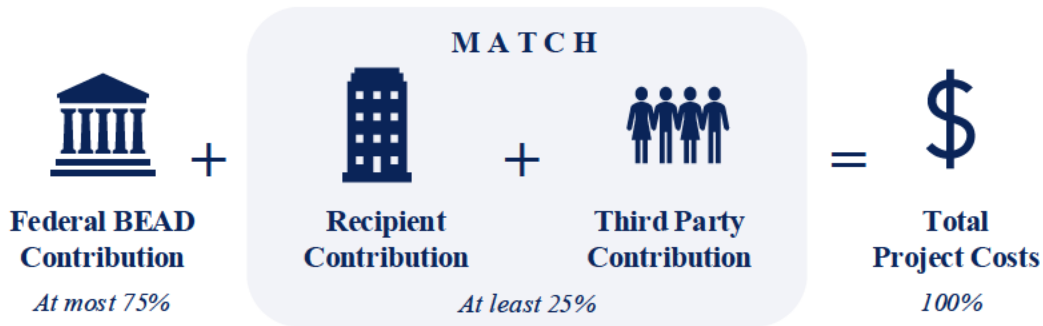 MATCH
+
+
=
Federal BEAD
Contribution
Recipient
Contribution
Third Party
Contribution
Total
Project Costs
At most 75%
At least 25%
100%